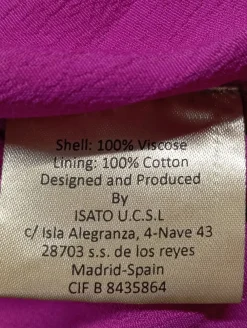 Shell: 100% Viscose
Lining: 100% Cotton
Designed and Produced
By
ISATO U.C.S.L
c/ Isla Alegranza, 4-Nave 43
28703 s.s. de los reyes
Madrid-Spain
CIF B 8435864